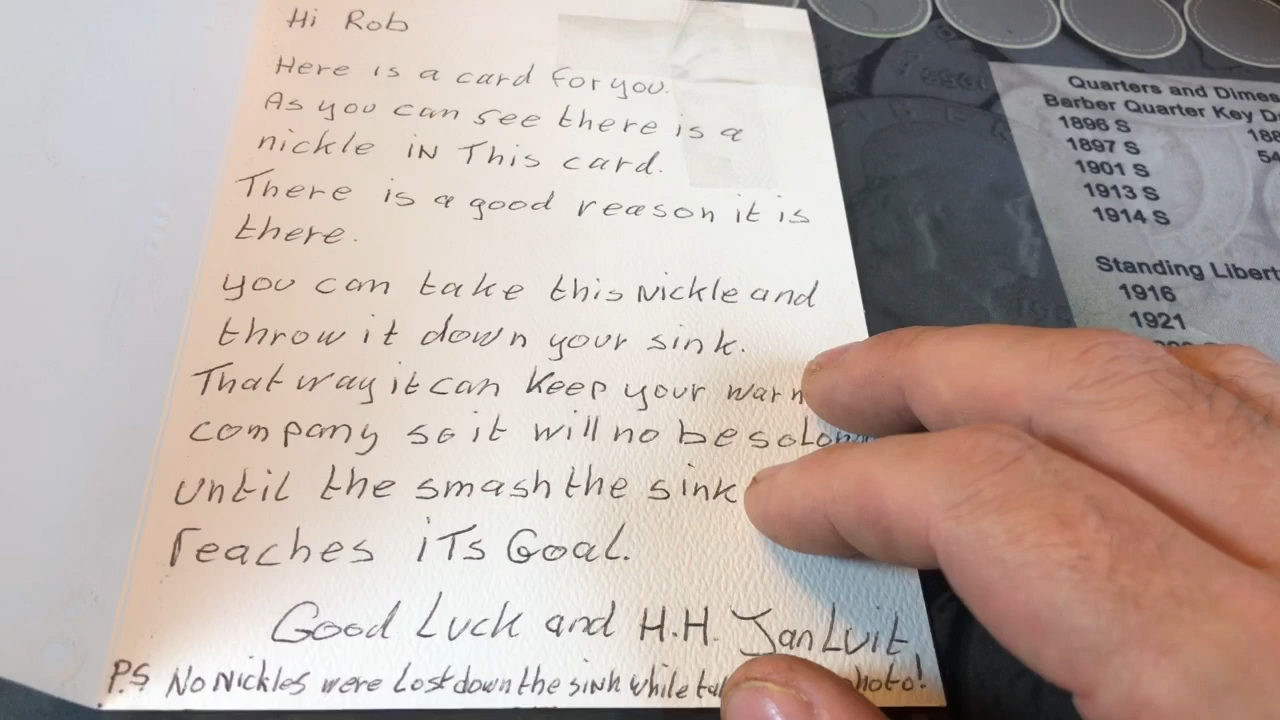 Hi Rob
Here is a card for you.
As you can see there is a
nickle iN This card.
There is a good reason it is
there.
you can take this Nickle and
throw it down your sink.
That way it can keep your
company so it will no be so
until the smash the sink
reaches iTs Goal.
Good Luck and H.H. Jan Luit
P.S No Nickles were Lost down the sink while
Quarters and Dimes
Barber Quarter Key
1896 S
1897 S
1901 S
1913 S
1914 S
Standing
1916
1921